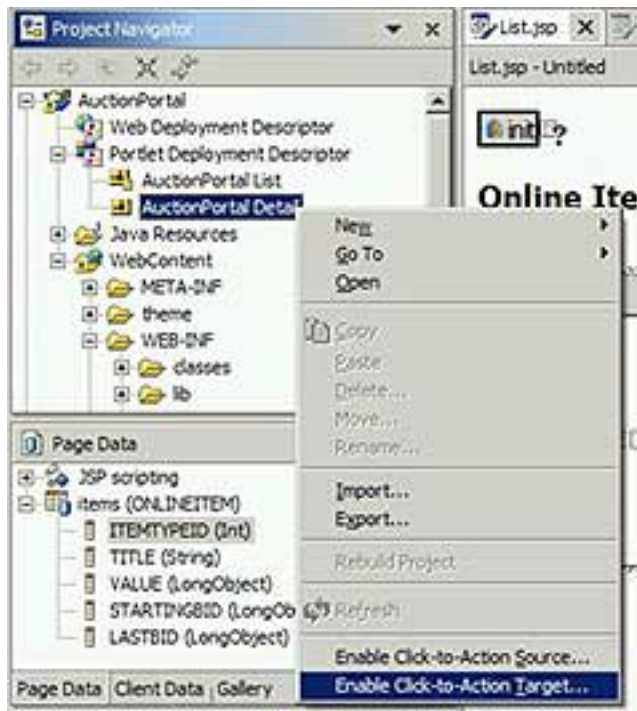 Project Navigator
AuctionPortal
Web Deployment Descriptor
Portlet Deployment Descriptor
AuctionPortal List
AuctionPortal Detai
Java Resources
WebContent
META-INF
theme
WEB-INF
classes
lib
Page Data
JSP scripting
items (ONLINEITEM)
ITEMTYPEID (Int)
TITLE (String)
VALUE (LongObject)
STARTINGBID (LongOb
LASTBID (LongObject)
Page Data
Client Data
Gallery
List.jsp
List.jsp - Untitled
init
?
Online Ite
New
Go To
Open
Copy
Paste
Delete...
Move...
Rename...
Import...
Export...
Rebuild Project
Refresh
Enable Click-to-Action Source...
Enable Click-to-Action Target...